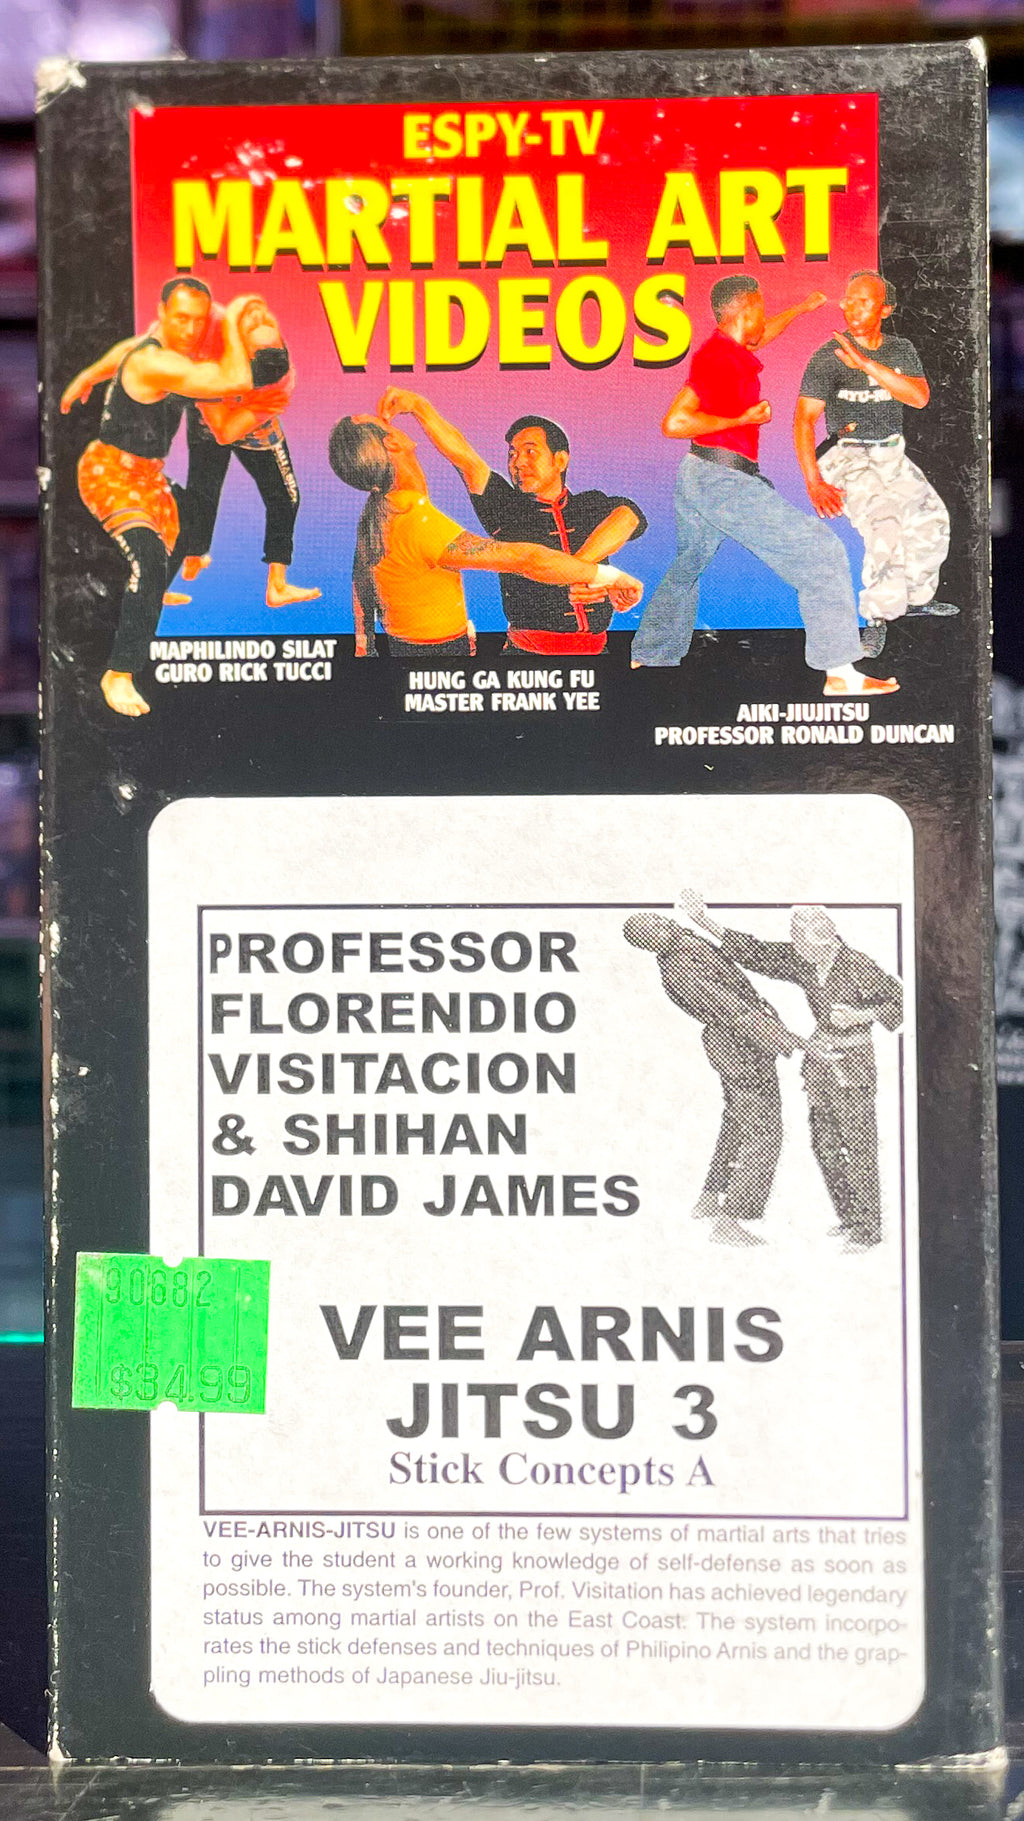 ESPY-TV
MARTIAL ART
VIDEOS
MAPHILINDO SILAT
GURO RICK TUCCI
HUNG GA KUNG FU
MASTER FRANK YEE
AIKI-JIUJITSU
PROFESSOR RONALD DUNCAN
PROFESSOR
FLORENDIO
VISITACION
& SHIHAN
DAVID JAMES
90682
$34.99
VEE ARNIS
JITSU 3
Stick Concepts A
VEE-ARNIS-JITSU is one of the few systems of martial arts that tries
to give the student a working knowledge of self-defense as soon as
possible. The system's founder, Prof. Visitation has achieved legendary
status among martial artists on the East Coast. The system incorpo-
rates the stick defenses and techniques of Philipino Arnis and the grap-
pling methods of Japanese Jiu-jitsu.